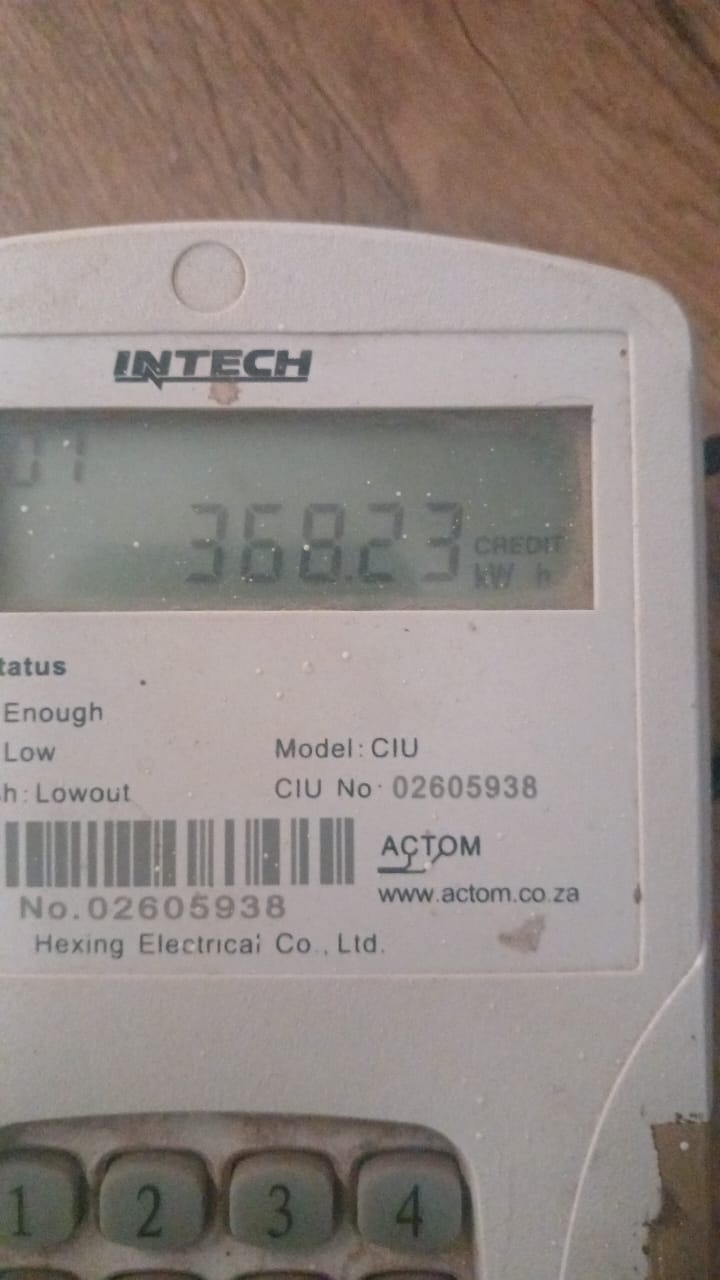 INTECH
01
368.23 CREDIT
kW h
tatus
Enough
Low
Model: CIU
h: Lowout
CIU No: 02605938
ACTOM
No.02605938
www.actom.co.za
Hexing Electrical Co., Ltd.
1 2 3 4